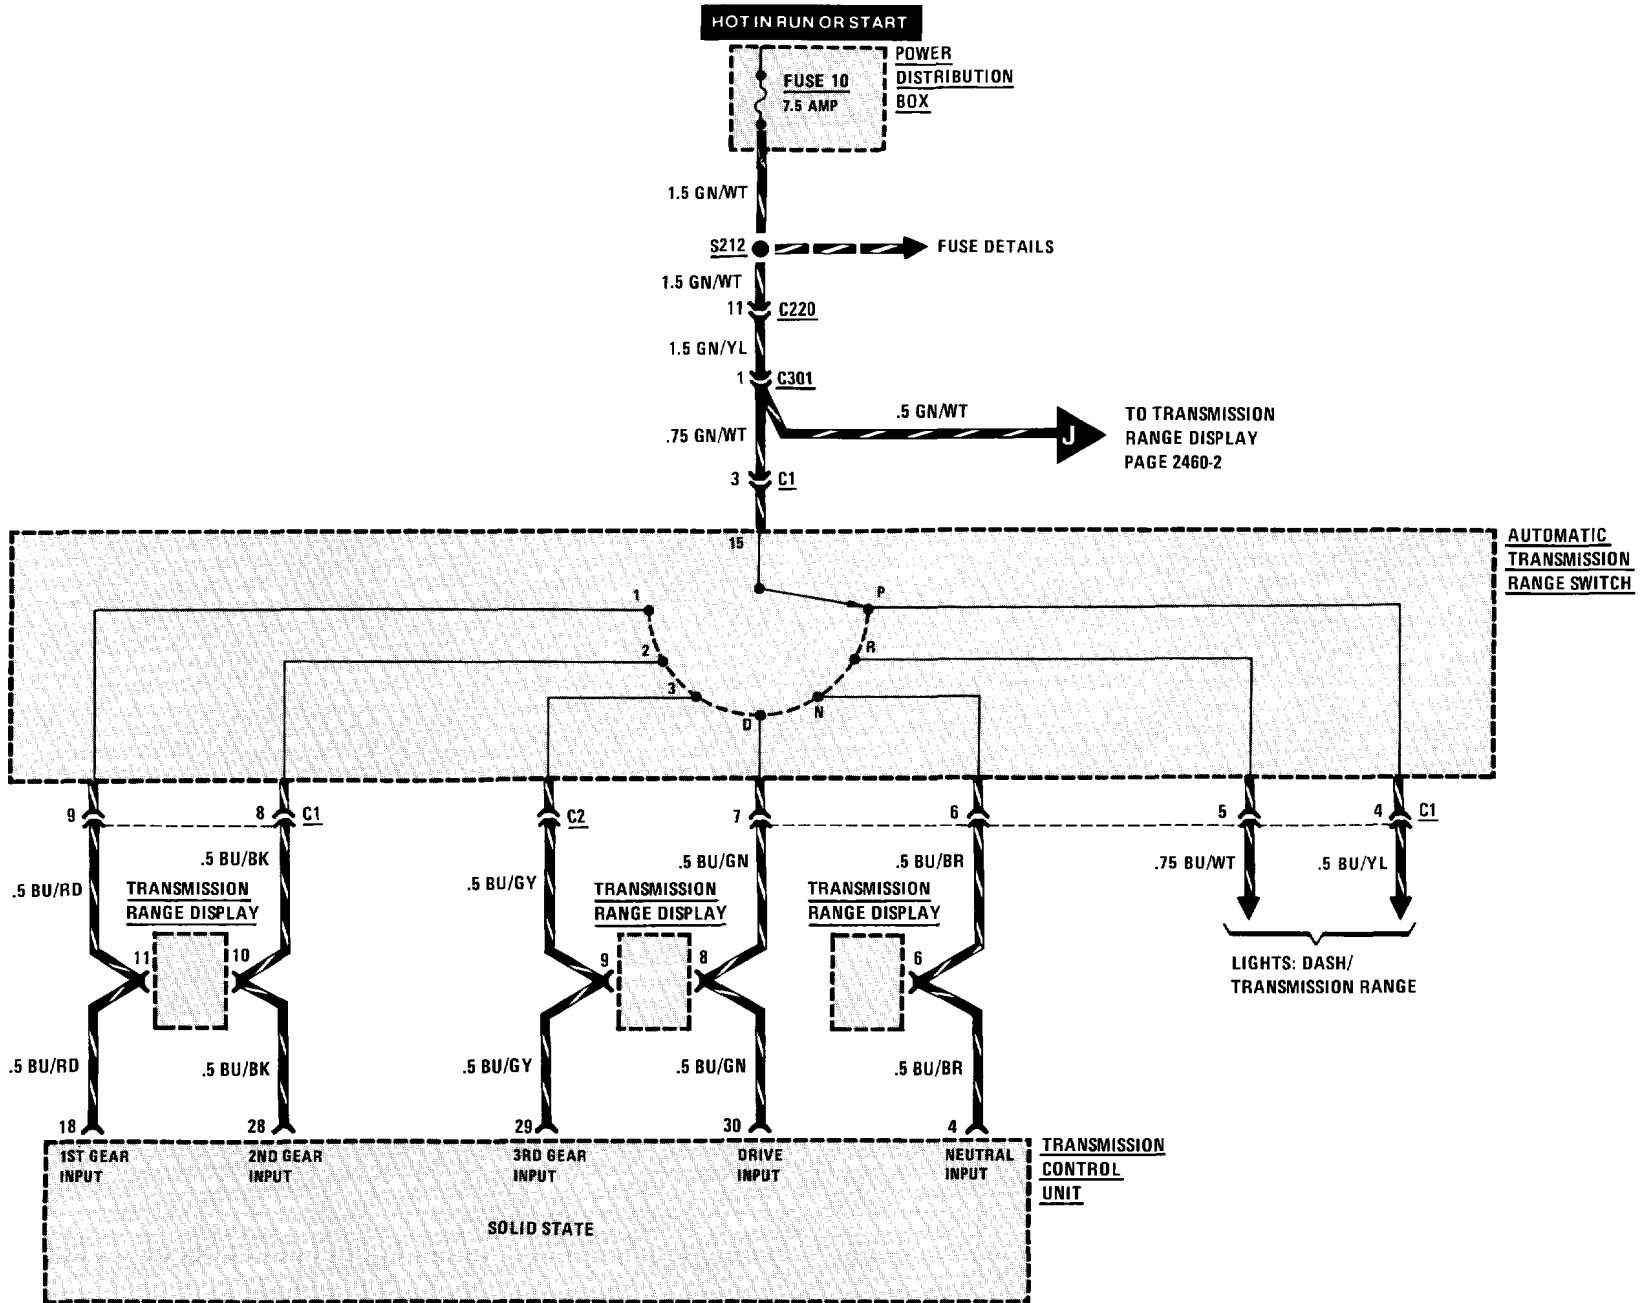 HOT IN RUN OR START
POWER
DISTRIBUTION
BOX
FUSE 10
7.5 AMP
1.5 GN/WT
S212
FUSE DETAILS
1.5 GN/WT
11
C220
1.5 GN/YL
1
C301
.5 GN/WT
J
TO TRANSMISSION
RANGE DISPLAY
PAGE 2460-2
.75 GN/WT
3
C1
AUTOMATIC
TRANSMISSION
RANGE SWITCH
15
1
P
2
R
3
D
N
9
8
C1
C2
7
6
5
4
C1
.5 BU/RD
.5 BU/BK
.5 BU/GY
.5 BU/GN
.5 BU/BR
.75 BU/WT
.5 BU/YL
TRANSMISSION
RANGE DISPLAY
TRANSMISSION
RANGE DISPLAY
TRANSMISSION
RANGE DISPLAY
11
10
9
8
6
LIGHTS: DASH/
TRANSMISSION RANGE
.5 BU/RD
.5 BU/BK
.5 BU/GY
.5 BU/GN
.5 BU/BR
18
28
29
30
4
1ST GEAR
INPUT
2ND GEAR
INPUT
3RD GEAR
INPUT
DRIVE
INPUT
NEUTRAL
INPUT
TRANSMISSION
CONTROL
UNIT
SOLID STATE